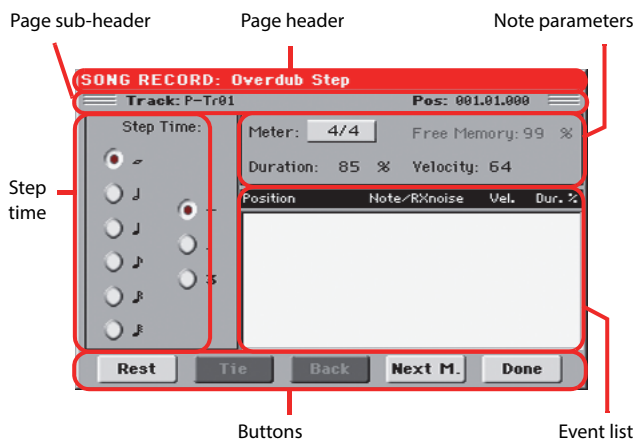 Page sub-header
Page header
Note parameters
SONG RECORD: Overdub Step
Track: P-Tr01
Pos: 001.01.000
Step Time:
Meter: 4/4
Free Memory: 99 %
Duration: 85 %
Velocity: 64
Step time
Position Note/RXnoise Vel. Dur.%
Rest
Tie
Back
Next M.
Done
Buttons
Event list